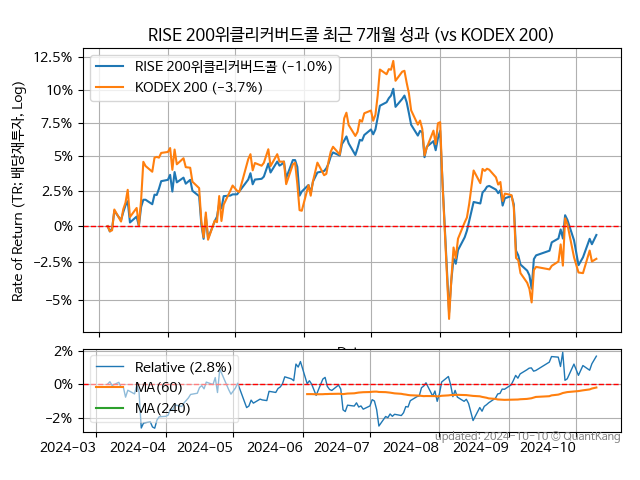 RISE 200위클리커버드콜 최근 7개월 성과 (vs KODEX 200)
Rate of Return (TR: 배당재투자, Log)
12.5%
10%
7.5%
5%
2.5%
0%
−2.5%
−5%
RISE 200위클리커버드콜 (−1.0%)
KODEX 200 (−3.7%)
2%
0%
−2%
Relative (2.8%)
MA(60)
MA(240)
2024-03 2024-04 2024-05 2024-06 2024-07 2024-08 2024-09 2024-10
Updated: 2024-10-10 © QuantKang